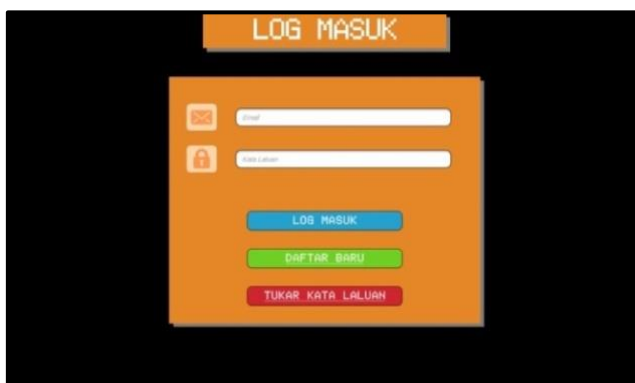 LOG MASUK
Email
Kata Laluan
LOG MASUK
DAFTAR BARU
TUKAR KATA LALUAN